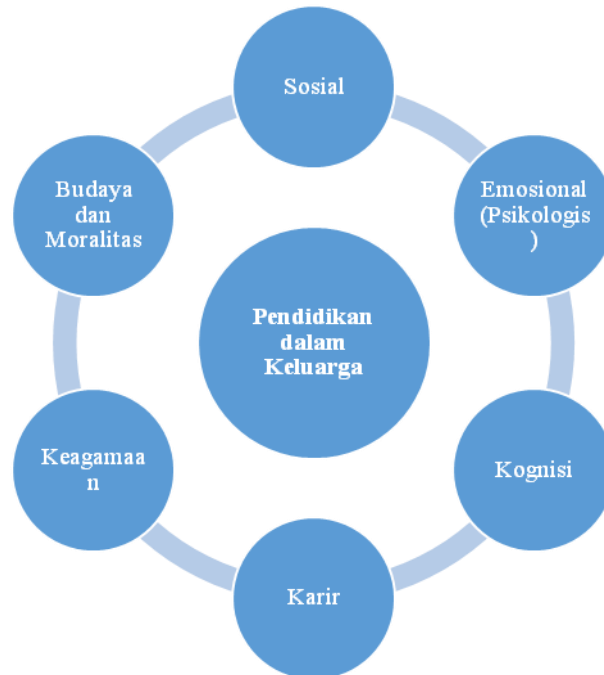 Sosial
Emosional
(Psikologis
)
Kognisi
Karir
Keagamaa
n
Budaya
dan
Moralitas
Pendidikan
dalam
Keluarga